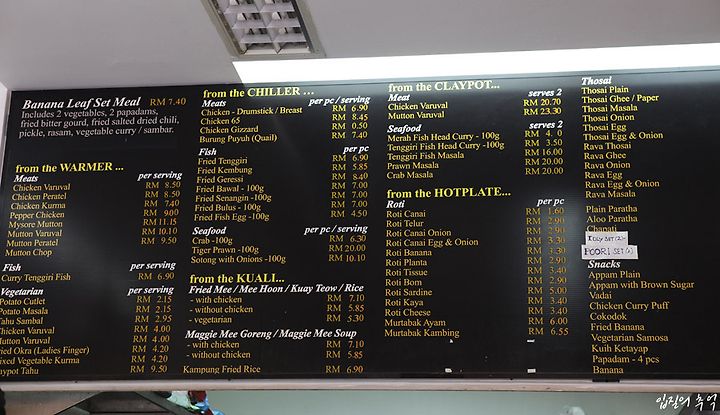 Banana Leaf Set Meal RM 7.40
Includes 2 vegetables, 2 papadams,
fried bitter gourd, fried salted dried chili,
pickle, rasam, vegetable curry / sambar.
from the WARMER ...
Meats per serving
Chicken Varuval RM 8.50
Chicken Peratel RM 8.50
Chicken Kurma RM 7.40
Pepper Chicken RM 9.00
Mysore Mutton RM 11.15
Mutton Varuval RM 10.10
Mutton Peratel RM 9.50
Mutton Chop
Fish per serving
Curry Tenggiri Fish RM 6.90
Vegetarian per serving
Potato Cutlet RM 2.15
Potato Masala RM 2.15
Tahu Sambal RM 2.95
Chicken Varuval RM 4.00
Mutton Varuval RM 4.00
Fried Okra (Ladies Finger) RM 4.20
Mixed Vegetable Kurma RM 4.20
Taypot Tahu RM 9.50
from the CHILLER ...
Meats per pc / serving
Chicken - Drumstick / Breast RM 6.90
Chicken 65 RM 8.45
Chicken Gizzard RM 0.50
Burung Puyuh (Quail) RM 7.40
Fish per pc
Fried Tenggiri RM 6.90
Fried Kembung RM 5.85
Fried Geressi RM 8.40
Fried Bawal - 100g RM 7.00
Fried Senangin - 100g RM 7.00
Fried Bulus - 100g RM 7.00
Fried Fish Egg -100g RM 4.50
Seafood per pc / serving
Crab -100g RM 6.30
Tiger Prawn -100g RM 20.00
Sotong with Onions -100g RM 10.10
from the KUALI...
Fried Mee / Mee Hoon / Kuay Teow / Rice
- with chicken RM 7.10
- without chicken RM 5.85
- vegetarian RM 5.30
Maggie Mee Goreng / Maggie Mee Soup
- with chicken RM 7.10
- without chicken RM 5.85
Kampung Fried Rice RM 6.90
from the CLAYPOT...
Meat serves 2
Chicken Varuval RM 20.70
Mutton Varuval RM 23.30
Seafood serves 2
Merah Fish Head Curry -100g RM 4. 0
Tenggiri Fish Head Curry -100g RM 3.50
Tenggiri Fish Masala RM 16.00
Prawn Masala RM 20.00
Crab Masala RM 20.00
from the HOTPLATE...
Roti per pc
Roti Canai RM 1.60
Roti Telur RM 2.90
Roti Canai Onion RM 2.90
Roti Canai Egg & Onion RM 3.30
Roti Banana RM 3.30
Roti Planta RM 2.90
Roti Tissue RM 3.40
Roti Bom RM 2.90
Roti Sardine RM 5.00
Roti Kaya RM 3.40
Roti Cheese RM 3.40
Murtabak Ayam RM 6.00
Murtabak Kambing RM 6.55
Thosai
Thosai Plain
Thosai Ghee / Paper
Thosai Masala
Thosai Onion
Thosai Egg
Thosai Egg & Onion
Rava Thosai
Rava Ghee
Rava Onion
Rava Egg
Rava Egg & Onion
Rava Masala
Plain Paratha
Aloo Paratha
Chapati
IDLY SET (2)-
POORI SET (2)
Snacks
Appam Plain
Appam with Brown Sugar
Vadai
Chicken Curry Puff
Cokodok
Fried Banana
Vegetarian Samosa
Kuih Ketayap
Papadam - 4 pcs
Banana
입질의 추억